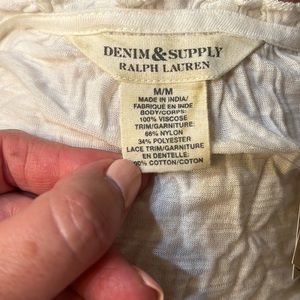 DENIM&SUPPLY
RALPH LAUREN
M/M
MADE IN INDIA/
FABRIQUÉ EN INDE
BODY/CORPS:
100% VISCOSE
TRIM/GARNITURE:
66% NYLON
34% POLYESTER
LACE TRIM/GARNITURE
EN DENTELLE:
% COTTON/COTON